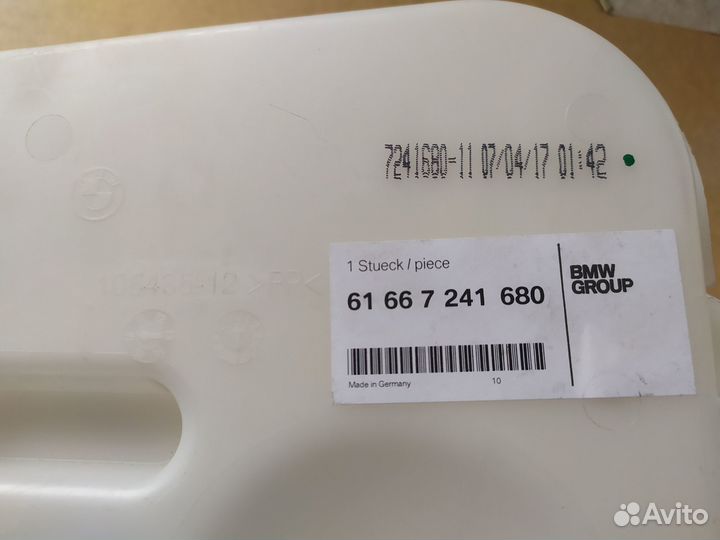 7241680-11 07/04/17 01:42
1 Stueck / piece
61 66 7 241 680
BMW
GROUP
Made in Germany
10
>PP<
Avito